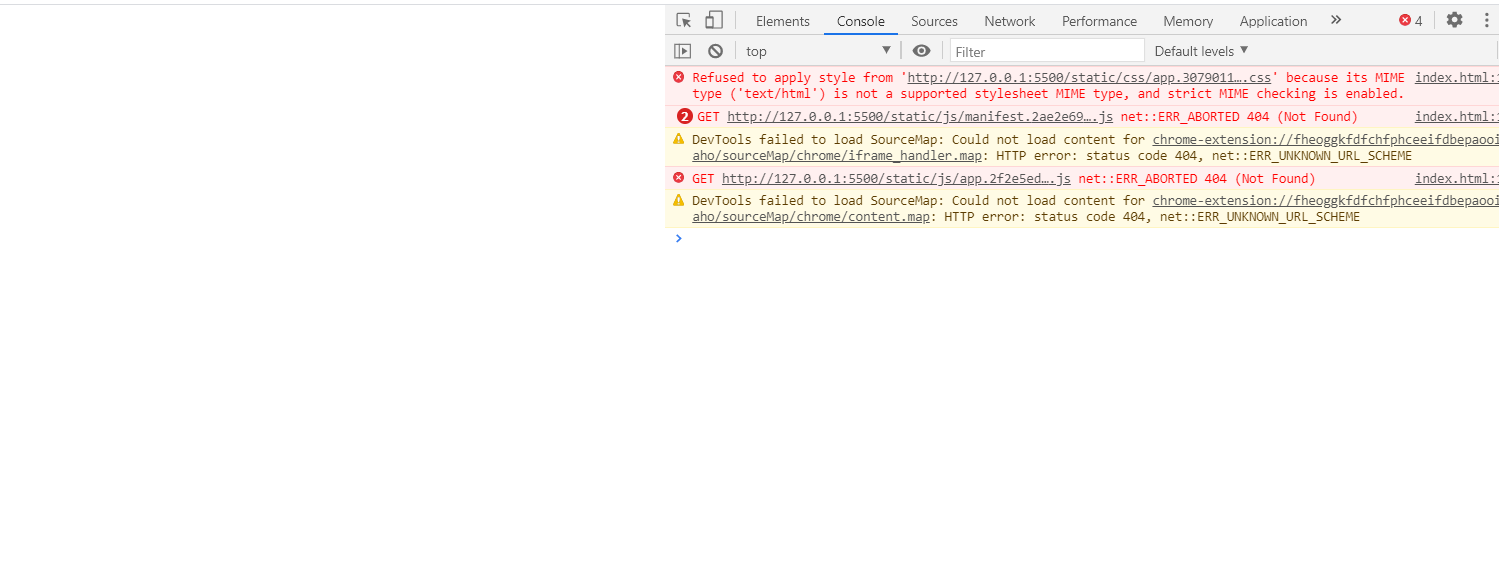 Elements Console Sources Network Performance Memory Application » 4
top ▼ Filter Default levels ▼
Refused to apply style from 'http://127.0.0.1:5500/static/css/app.3079011….css' because its MIME index.html:1
type ('text/html') is not a supported stylesheet MIME type, and strict MIME checking is enabled.
2 GET http://127.0.0.1:5500/static/js/manifest.2ae2e69….js net::ERR_ABORTED 404 (Not Found) index.html:1
DevTools failed to load SourceMap: Could not load content for chrome-extension://fheoggkfdfchfphceeifdbepaooi
aho/sourceMap/chrome/iframe_handler.map: HTTP error: status code 404, net::ERR_UNKNOWN_URL_SCHEME
GET http://127.0.0.1:5500/static/js/app.2f2e5ed….js net::ERR_ABORTED 404 (Not Found) index.html:1
DevTools failed to load SourceMap: Could not load content for chrome-extension://fheoggkfdfchfphceeifdbepaooi
aho/sourceMap/chrome/content.map: HTTP error: status code 404, net::ERR_UNKNOWN_URL_SCHEME